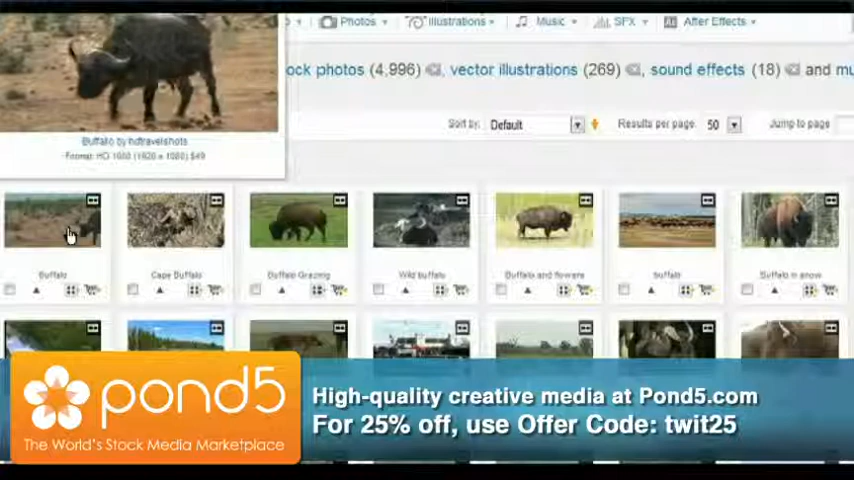 Photos
Illustrations
Music
SFX
After Effects
ock photos (4,996) vector illustrations (269) sound effects (18) and mu
Sort by: Default
Results per page: 50
Jump to page
Buffalo by hdtravelshots
Format: HD 1080 (1920 x 1080) $49
Buffalo
Cape Buffalo
Buffalo Grazing
Wild buffalo
Buffalo and flowers
buffalo
Buffalo in snow
pond5
The World's Stock Media Marketplace
High-quality creative media at Pond5.com
For 25% off, use Offer Code: twit25